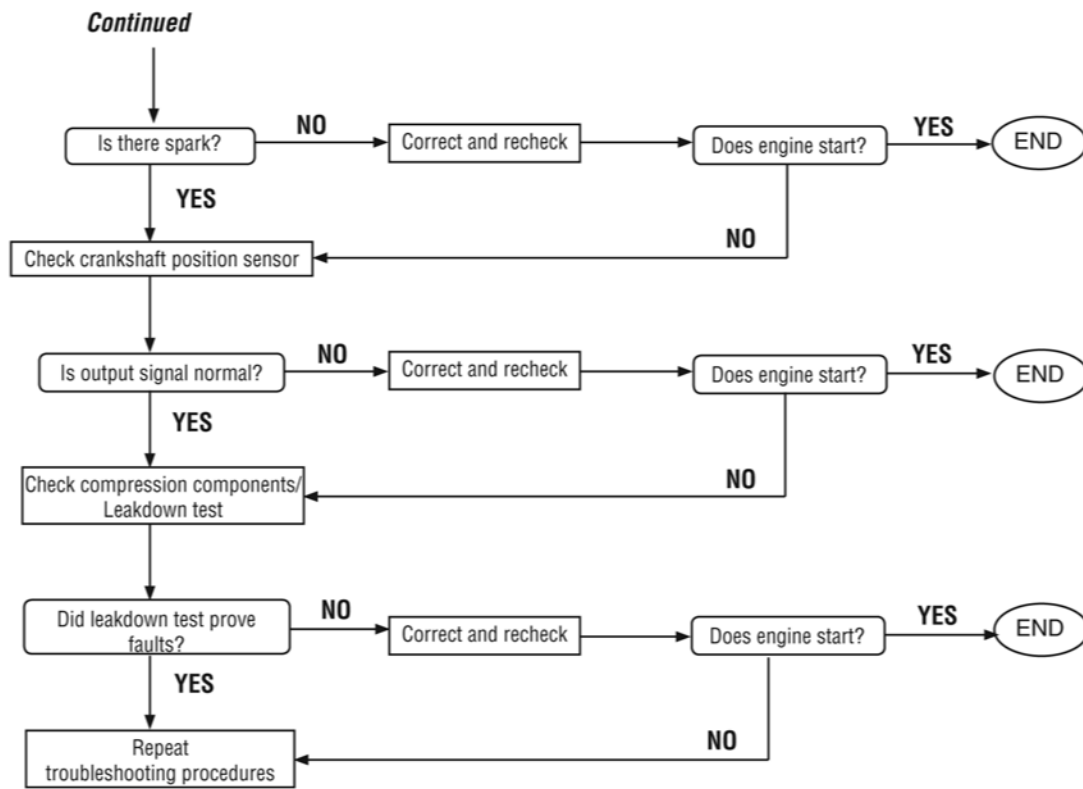 Continued
Is there spark?
NO
Correct and recheck
Does engine start?
YES
END
YES
NO
Check crankshaft position sensor
Is output signal normal?
NO
Correct and recheck
Does engine start?
YES
END
YES
Check compression components/
Leakdown test
NO
Did leakdown test prove
faults?
NO
Correct and recheck
Does engine start?
YES
END
YES
Repeat
troubleshooting procedures
NO